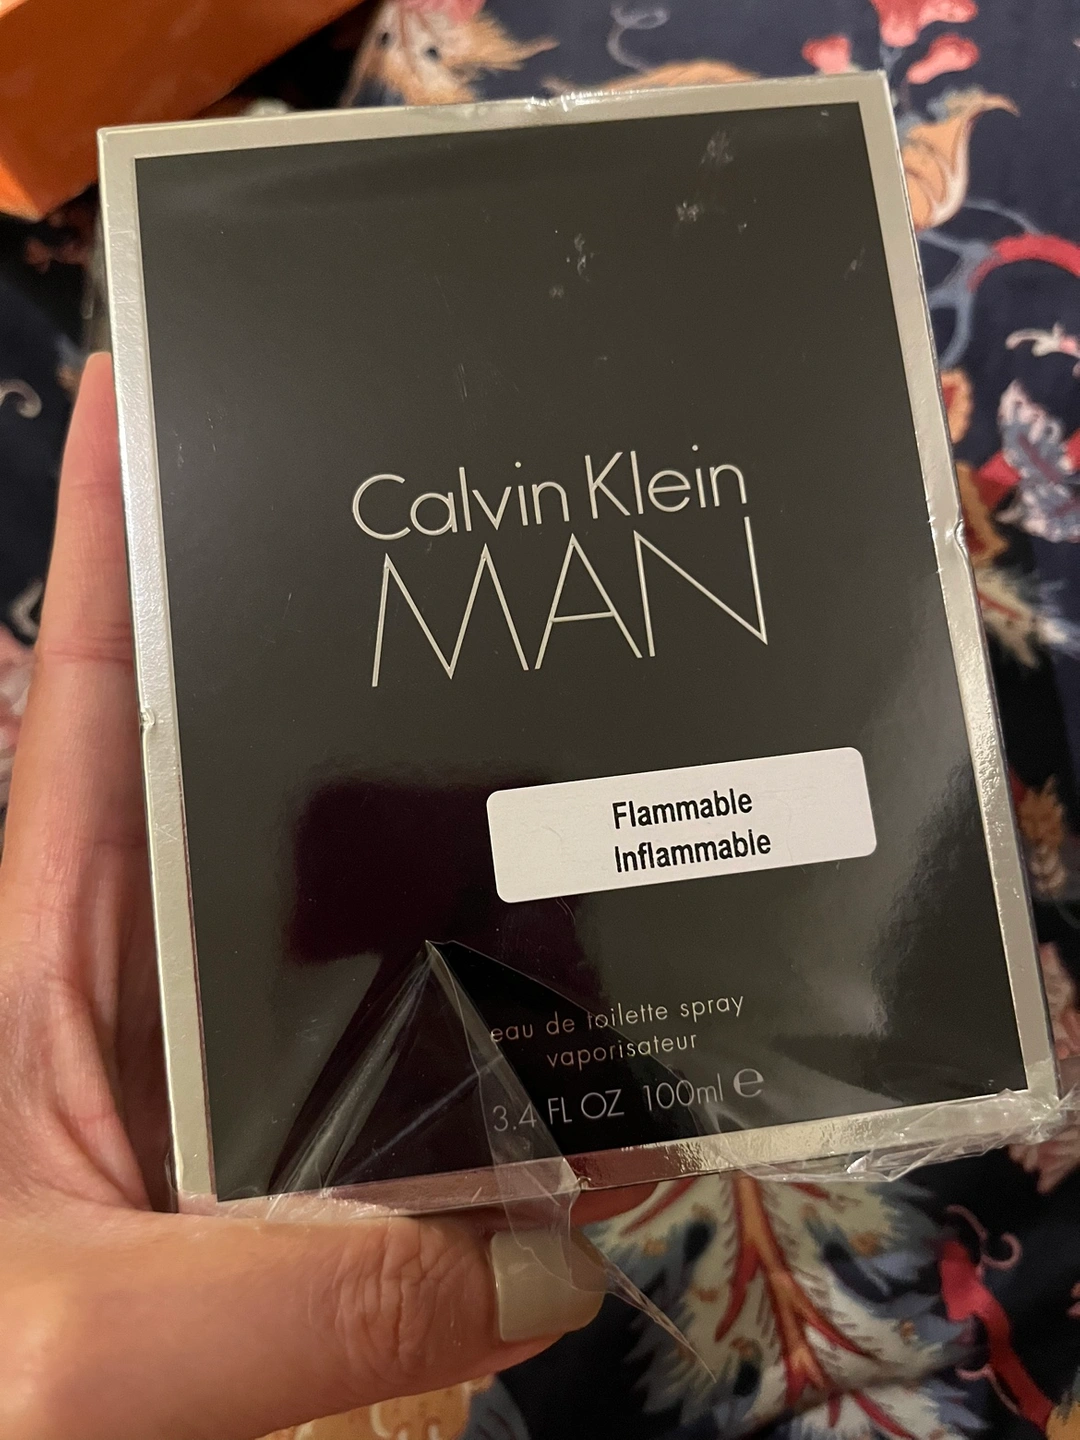 Calvin Klein
MAN
Flammable
Inflammable
eau de toilette spray
vaporisateur
3.4 FL OZ 100ml ℮